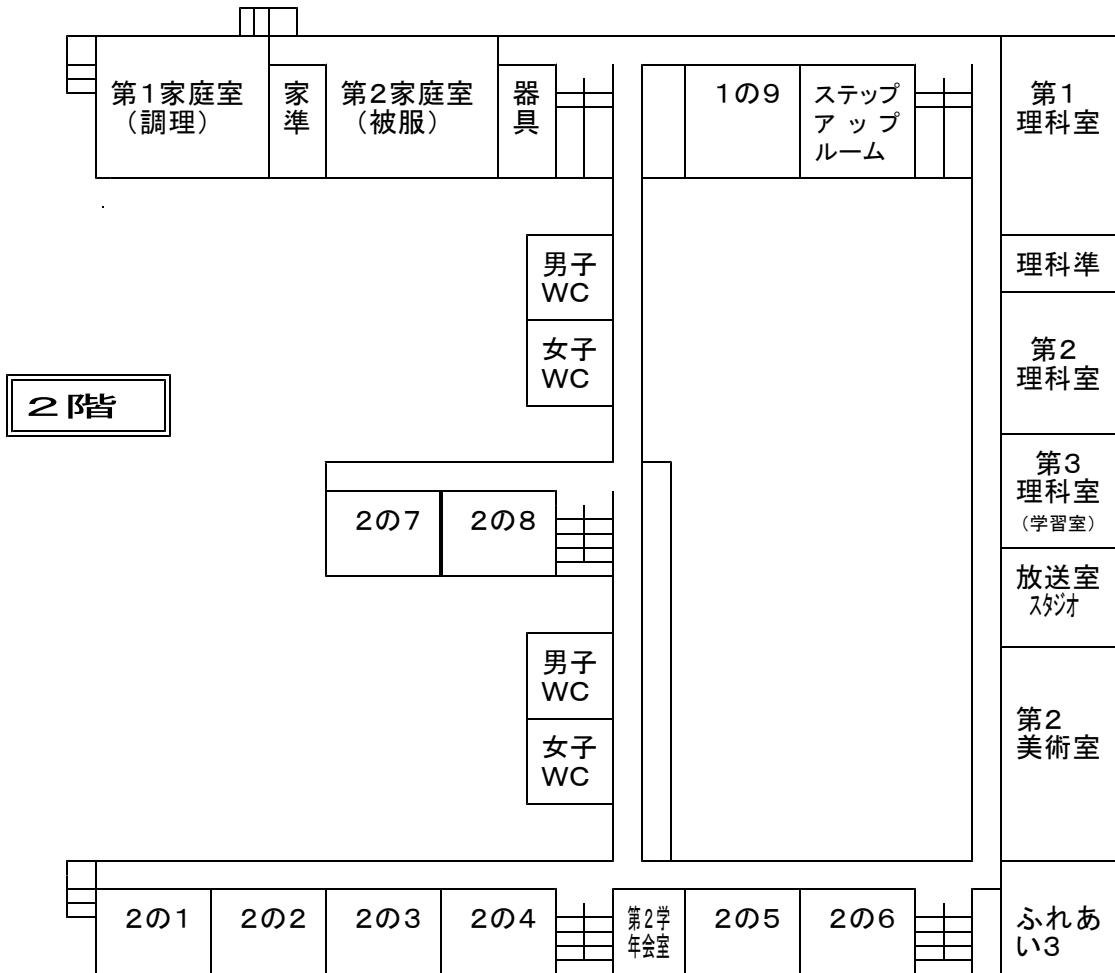 第1家庭室
（調理）
家
準
第2家庭室
（被服）
器
具
1の9
ステップ
アップ
ルーム
第1
理科室
男子
WC
理科準
女子
WC
第2
理科室
2階
第3
理科室
（学習室）
2の7
2の8
放送室
スタジオ
男子
WC
第2
美術室
女子
WC
2の1
2の2
2の3
2の4
第2学
年会室
2の5
2の6
ふれあ
い3